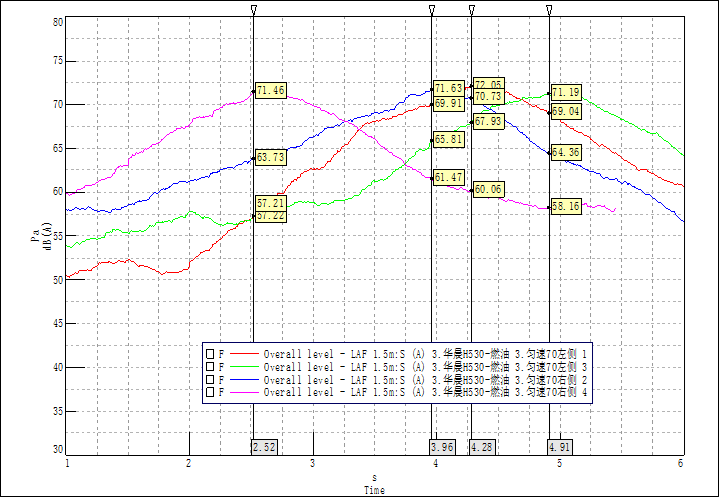 80
75
70
65
60
55
50
45
40
35
30
Pa
dB(A)
71.46
63.73
57.21
57.22
71.63
69.91
65.81
61.47
72.05
70.73
67.93
60.06
71.19
69.04
64.36
58.16
F Overall level - LAF 1.5m:S (A) 3.华晨H530-燃油 3.匀速70左侧 1
F Overall level - LAF 1.5m:S (A) 3.华晨H530-燃油 3.匀速70左侧 3
F Overall level - LAF 1.5m:S (A) 3.华晨H530-燃油 3.匀速70右侧 2
F Overall level - LAF 1.5m:S (A) 3.华晨H530-燃油 3.匀速70右侧 4
2.52 3.96 4.28 4.91
1 2 3 4 5 6
s
Time